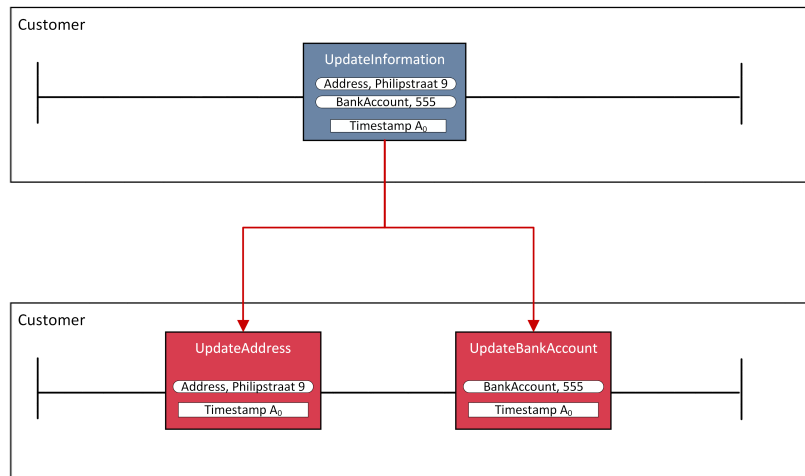 Customer
UpdateInformation
Address, Philipstraat 9
BankAccount, 555
Timestamp A₀
Customer
UpdateAddress
Address, Philipstraat 9
Timestamp A₀
UpdateBankAccount
BankAccount, 555
Timestamp A₀